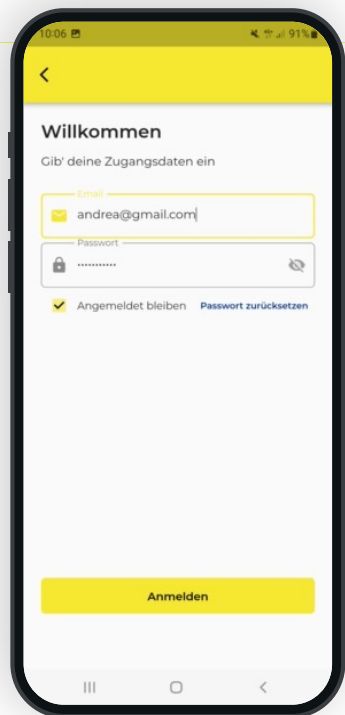 10:06 91%
Willkommen
Gib' deine Zugangsdaten ein
Email
andrea@gmail.com
Passwort
Angemeldet bleiben Passwort zurücksetzen
Anmelden